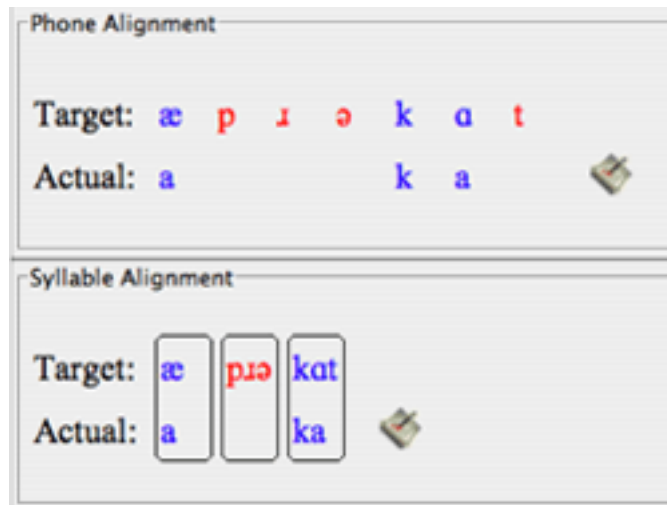 Phone Alignment
Target: æ p ɹ ə k ɑ t
Actual: a k a
Syllable Alignment
Target: æ pɹə kɑt
Actual: a ka